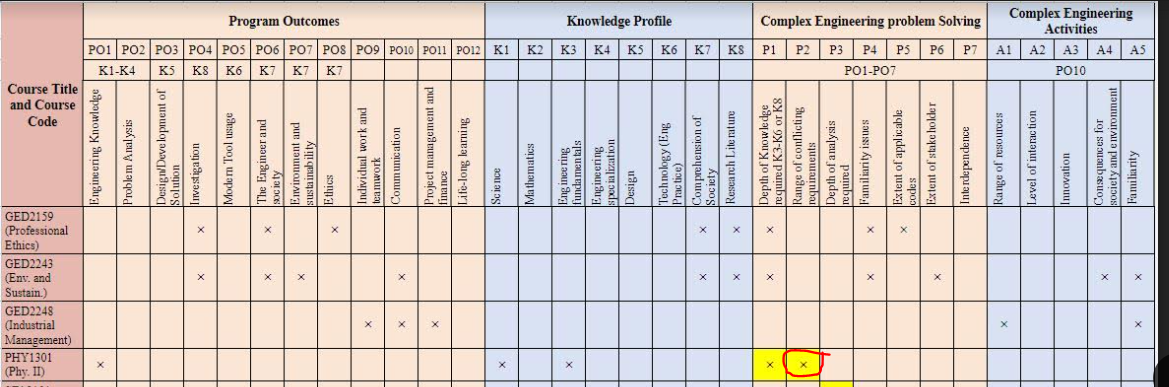 Course Title and Course Code
Program Outcomes
Knowledge Profile
Complex Engineering problem Solving
Complex Engineering Activities
PO1 PO2 PO3 PO4 PO5 PO6 PO7 PO8 PO9 PO10 PO11 PO12 K1 K2 K3 K4 K5 K6 K7 K8 P1 P2 P3 P4 P5 P6 P7 A1 A2 A3 A4 A5
K1-K4 K5 K8 K6 K7 K7 K7 PO1-PO7 PO10
Engineering Knowledge
Problem Analysis
Design/Development of Solution
Investigation
Modern Tool usage
The Engineer and society
Environment and sustainability
Ethics
Individual work and teamwork
Communication
Project management and finance
Life-long learning
Science
Mathematics
Engineering fundamentals
Engineering specialization
Design
Technology (Eng Practice)
Comprehension of Society
Research Literature
Depth of Knowledge required K3-K6 or K8
Range of conflicting requirements
Depth of analysis required
Familiarity issues
Extent of applicable codes
Extent of stakeholder
Interdependence
Range of resources
Level of interaction
Innovation
Consequences for society and environment
Familiarity
GED2159 (Professional Ethics) × × × × × × × ×
GED2243 (Env. and Sustain.) × × × × × × × × × × ×
GED2248 (Industrial Management) × × × × ×
PHY1301 (Phy. II) × × × × ×